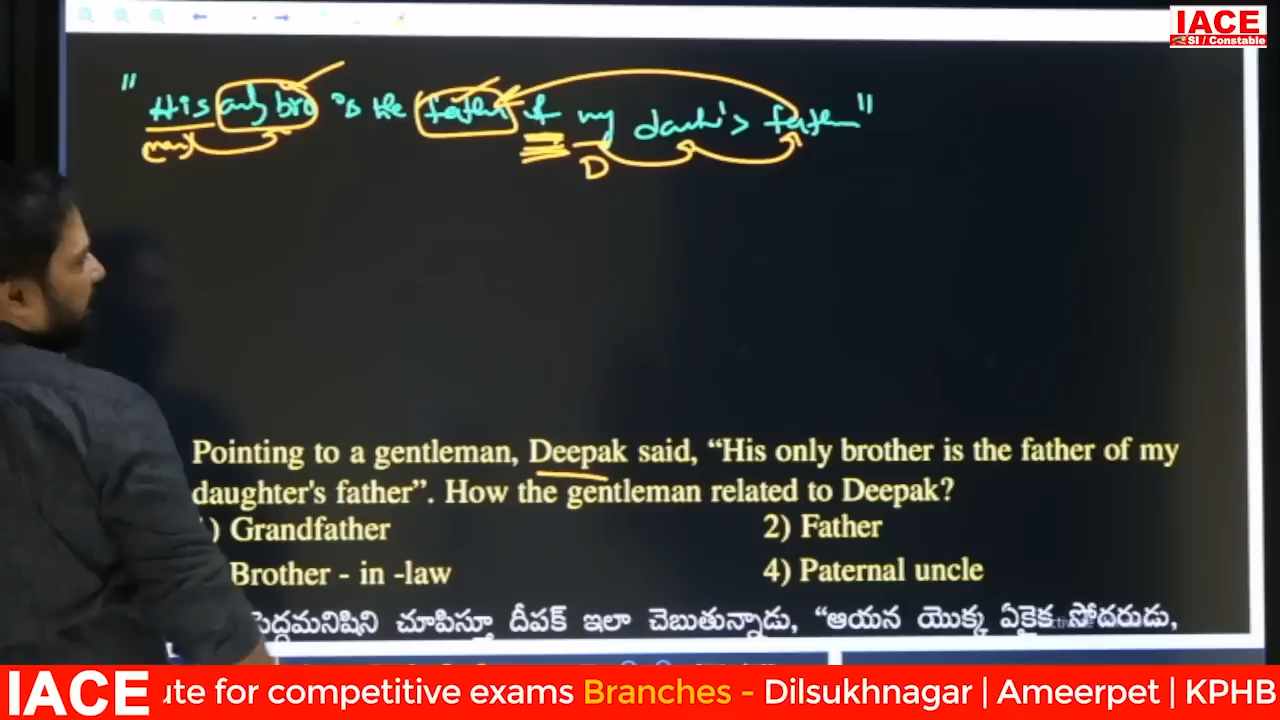 IACE
SI / Constable
" His only bro is the father of my daughter's father "
(man)
D
Pointing to a gentleman, Deepak said, “His only brother is the father of my
daughter's father”. How the gentleman related to Deepak?
) Grandfather
2) Father
Brother - in -law
4) Paternal uncle
పెద్దమనిషిని చూపిస్తూ దీపక్ ఇలా చెబుతున్నాడు, “ఆయన యొక్క ఏకైక సోదరుడు,
IACE
ute for competitive exams Branches - Dilsukhnagar | Ameerpet | KPHB